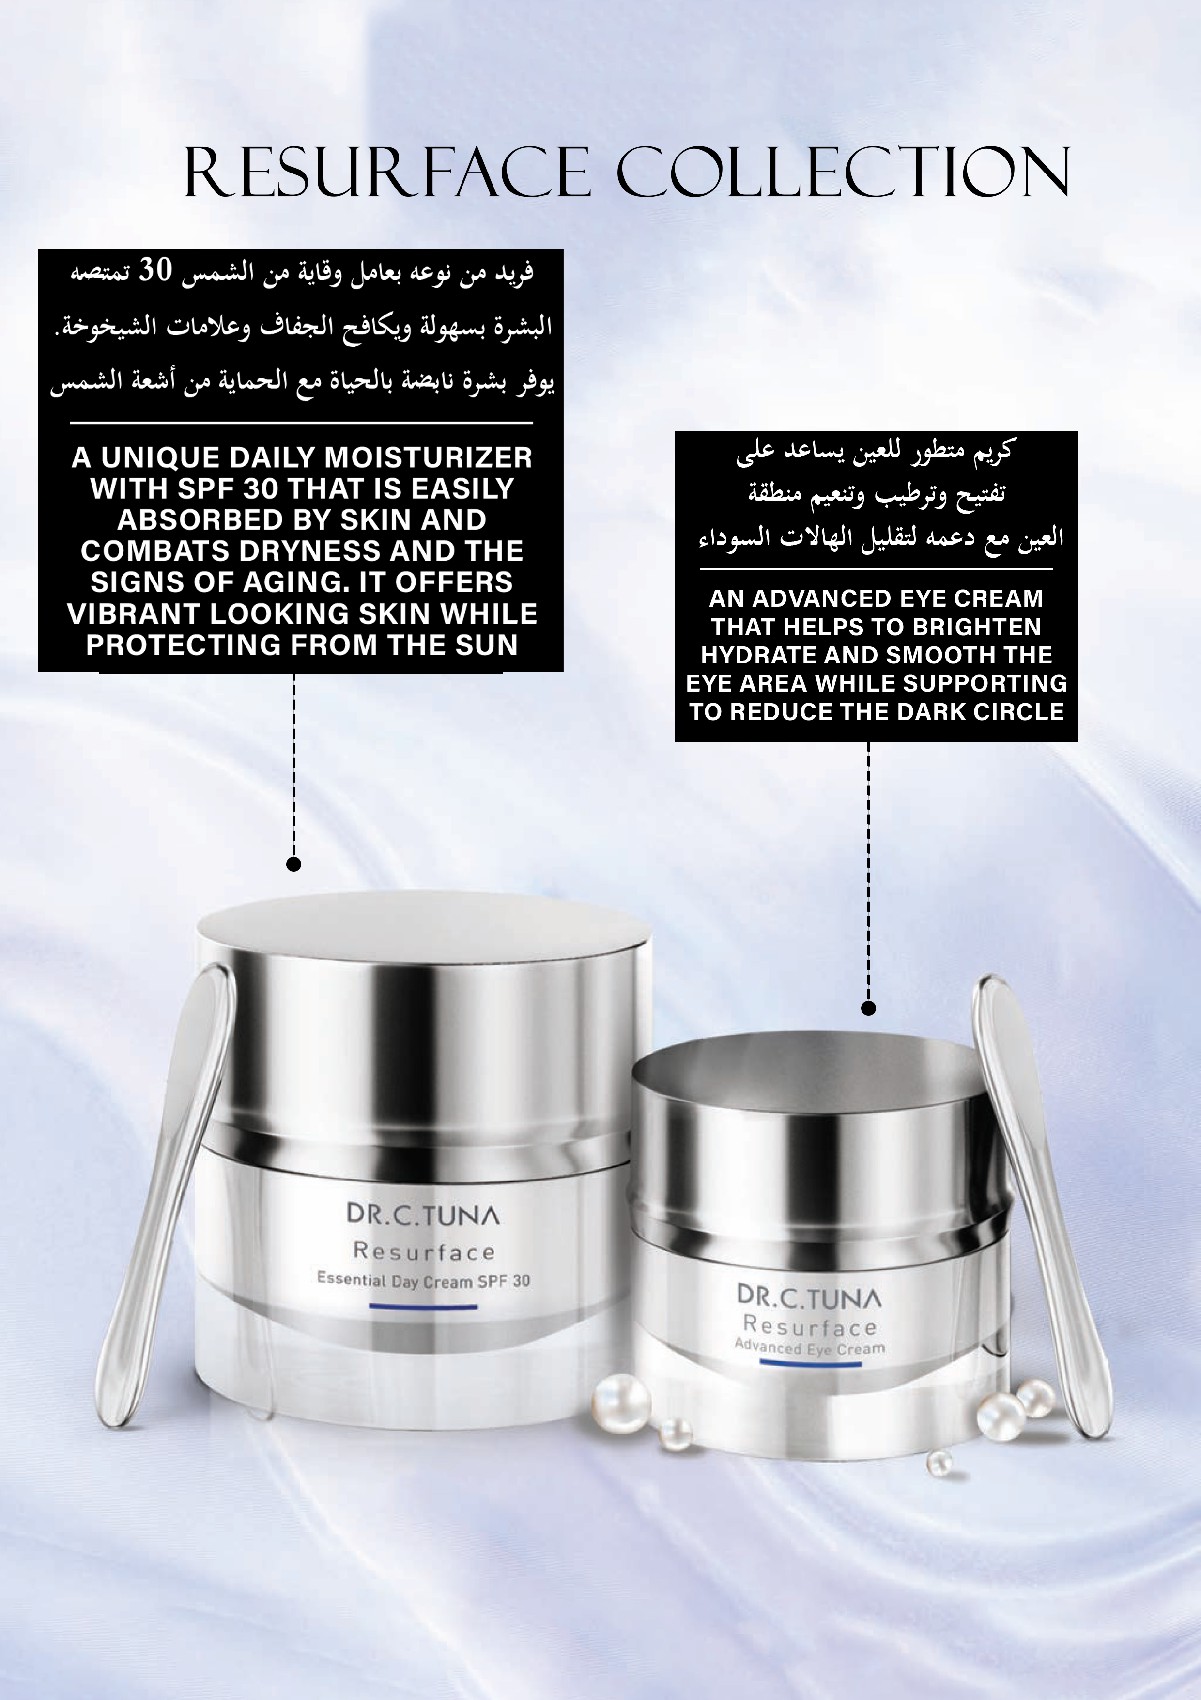 RESURFACE COLLECTION
فريد من نوعه بعامل وقاية من الشمس 30 تمتصه
البشرة بسهولة ويكافح الجفاف وعلامات الشيخوخة.
يوفر بشرة نابضة بالحياة مع الحماية من أشعة الشمس
A UNIQUE DAILY MOISTURIZER
WITH SPF 30 THAT IS EASILY
ABSORBED BY SKIN AND
COMBATS DRYNESS AND THE
SIGNS OF AGING. IT OFFERS
VIBRANT LOOKING SKIN WHILE
PROTECTING FROM THE SUN
كريم متطور للعين يساعد على
تفتيح وترطيب وتنعيم منطقة
العين مع دعمه لتقليل الهالات السوداء
AN ADVANCED EYE CREAM
THAT HELPS TO BRIGHTEN
HYDRATE AND SMOOTH THE
EYE AREA WHILE SUPPORTING
TO REDUCE THE DARK CIRCLE
DR.C.TUNA
Resurface
Essential Day Cream SPF 30
DR.C.TUNA
Resurface
Advanced Eye Cream